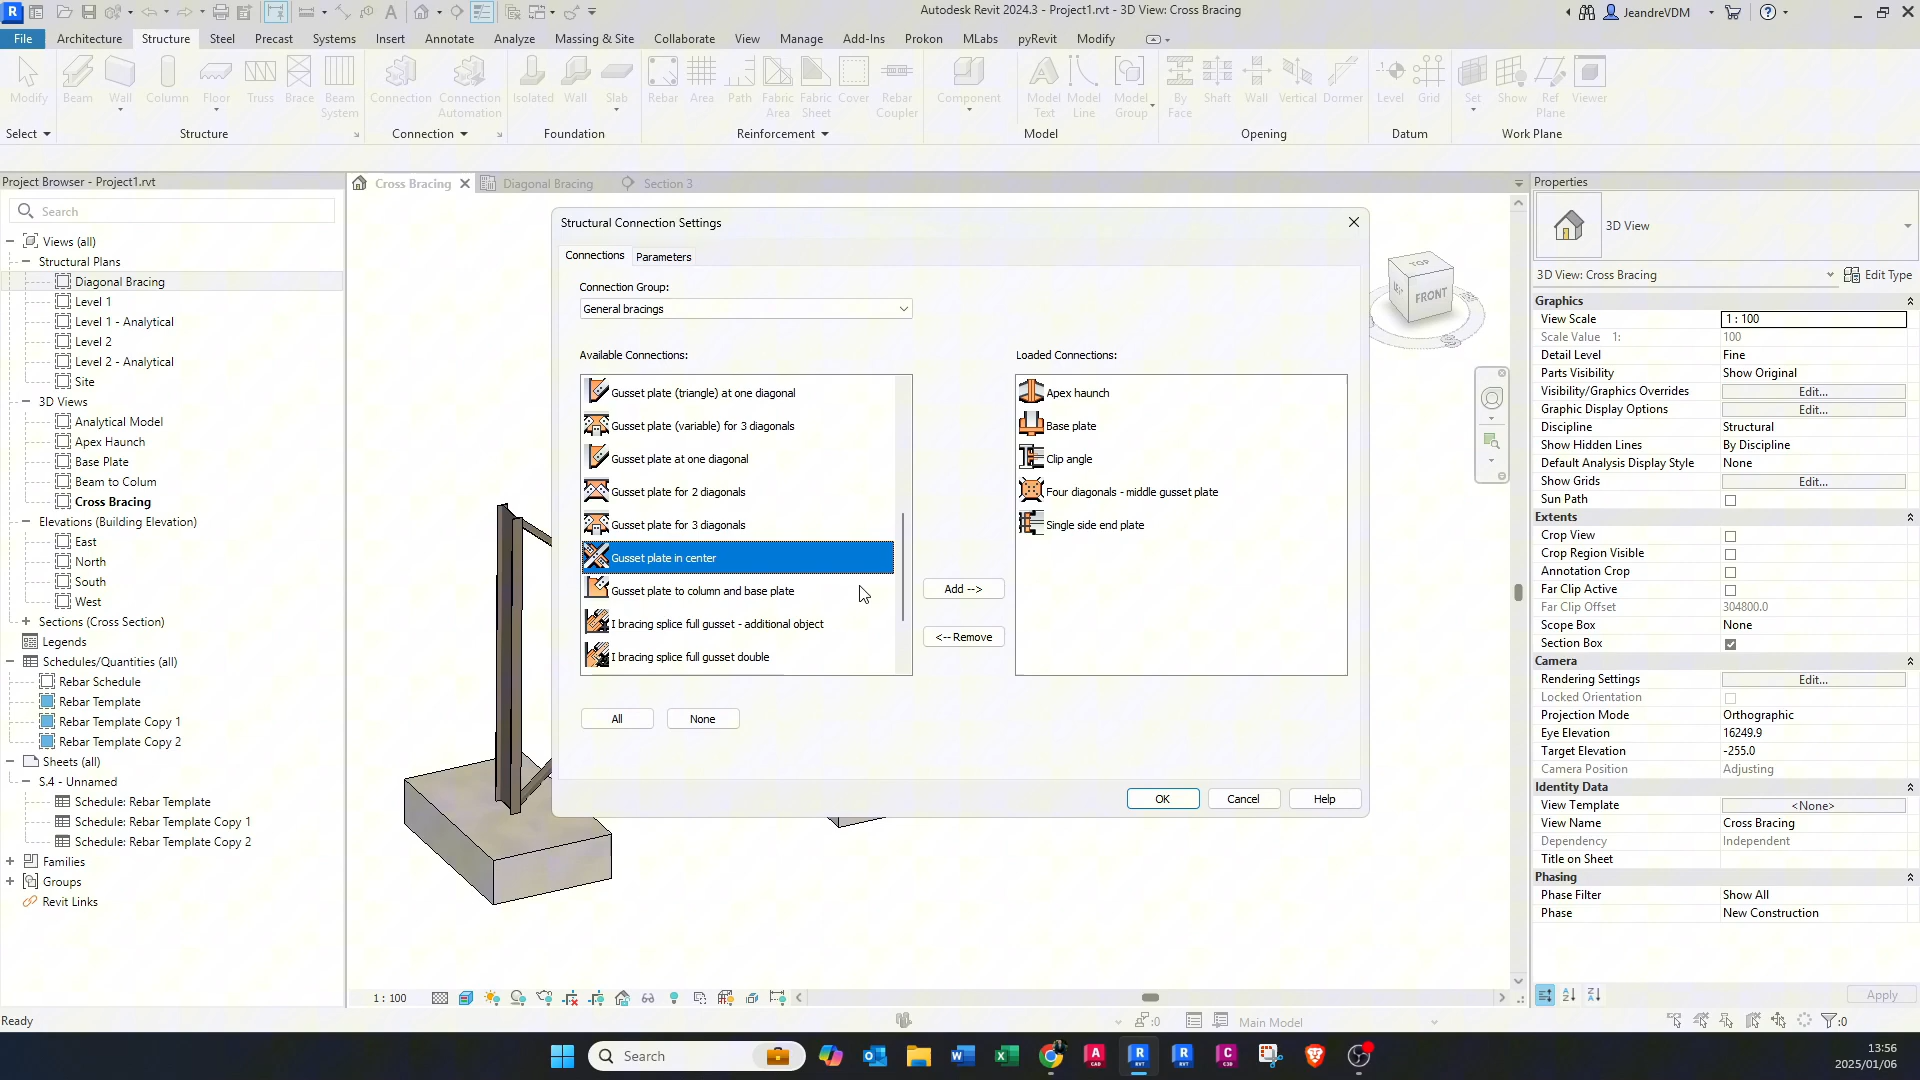 Autodesk Revit 2024.3 - Project1.rvt - 3D View: Cross Bracing
JeandreVDM
File Architecture Structure Steel Precast Systems Insert Annotate Analyze Massing & Site Collaborate View Manage Add-Ins Prokon MLabs pyRevit Modify
Modify Beam Wall Column Floor Truss Brace Beam System Connection Connection Automation Isolated Wall Slab Rebar Area Path Fabric Area Fabric Sheet Cover Rebar Coupler Component Model Text Model Line Model Group By Face Shaft Wall Vertical Dormer Level Grid Set Show Ref Plane Viewer
Select Structure Connection Foundation Reinforcement Model Opening Datum Work Plane
Project Browser - Project1.rvt
Search
Views (all)
Structural Plans
Diagonal Bracing
Level 1
Level 1 - Analytical
Level 2
Level 2 - Analytical
Site
3D Views
Analytical Model
Apex Haunch
Base Plate
Beam to Colum
Cross Bracing
Elevations (Building Elevation)
East
North
South
West
Sections (Cross Section)
Legends
Schedules/Quantities (all)
Rebar Schedule
Rebar Template
Rebar Template Copy 1
Rebar Template Copy 2
Sheets (all)
S.4 - Unnamed
Schedule: Rebar Template
Schedule: Rebar Template Copy 1
Schedule: Rebar Template Copy 2
Families
Groups
Revit Links
Cross Bracing Diagonal Bracing Section 3
Structural Connection Settings
Connections Parameters
Connection Group:
General bracings
Available Connections:
Gusset plate (triangle) at one diagonal
Gusset plate (variable) for 3 diagonals
Gusset plate at one diagonal
Gusset plate for 2 diagonals
Gusset plate for 3 diagonals
Gusset plate in center
Gusset plate to column and base plate
I bracing splice full gusset - additional object
I bracing splice full gusset double
Add -->
<-- Remove
Loaded Connections:
Apex haunch
Base plate
Clip angle
Four diagonals - middle gusset plate
Single side end plate
All None
OK Cancel Help
TOP
FRONT
Properties
3D View
3D View: Cross Bracing Edit Type
Graphics
View Scale 1 : 100
Scale Value 1: 100
Detail Level Fine
Parts Visibility Show Original
Visibility/Graphics Overrides Edit...
Graphic Display Options Edit...
Discipline Structural
Show Hidden Lines By Discipline
Default Analysis Display Style None
Show Grids Edit...
Sun Path
Extents
Crop View
Crop Region Visible
Annotation Crop
Far Clip Active
Far Clip Offset 304800.0
Scope Box None
Section Box
Camera
Rendering Settings Edit...
Locked Orientation
Projection Mode Orthographic
Eye Elevation 16249.9
Target Elevation -255.0
Camera Position Adjusting
Identity Data
View Template <None>
View Name Cross Bracing
Dependency Independent
Title on Sheet
Phasing
Phase Filter Show All
Phase New Construction
Apply
1 : 100
Ready
:0
Main Model
:0
Search
13:56
2025/01/06